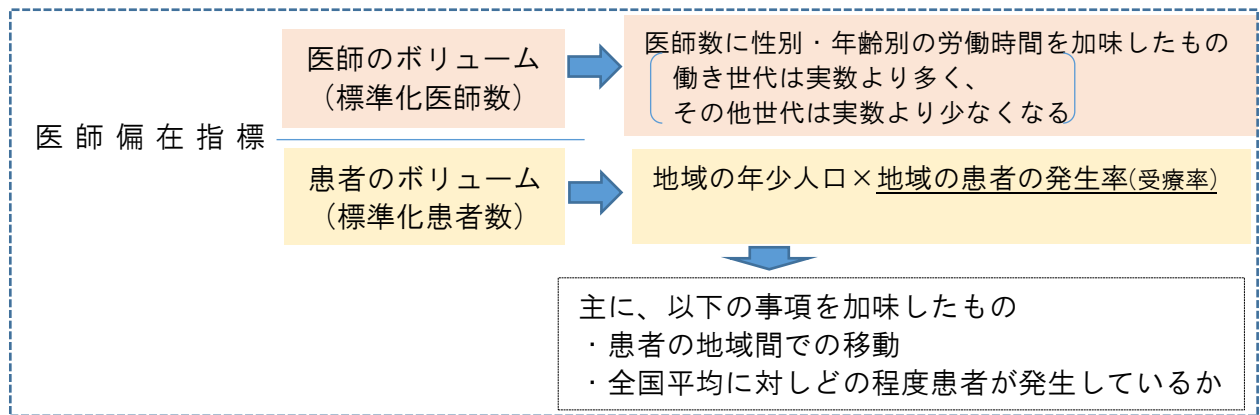 医師のボリューム
（標準化医師数）
医師数に性別・年齢別の労働時間を加味したもの
働き世代は実数より多く、
その他世代は実数より少なくなる
医師偏在指標
患者のボリューム
（標準化患者数）
地域の年少人口×地域の患者の発生率(受療率)
主に、以下の事項を加味したもの
・患者の地域間での移動
・全国平均に対しどの程度患者が発生しているか